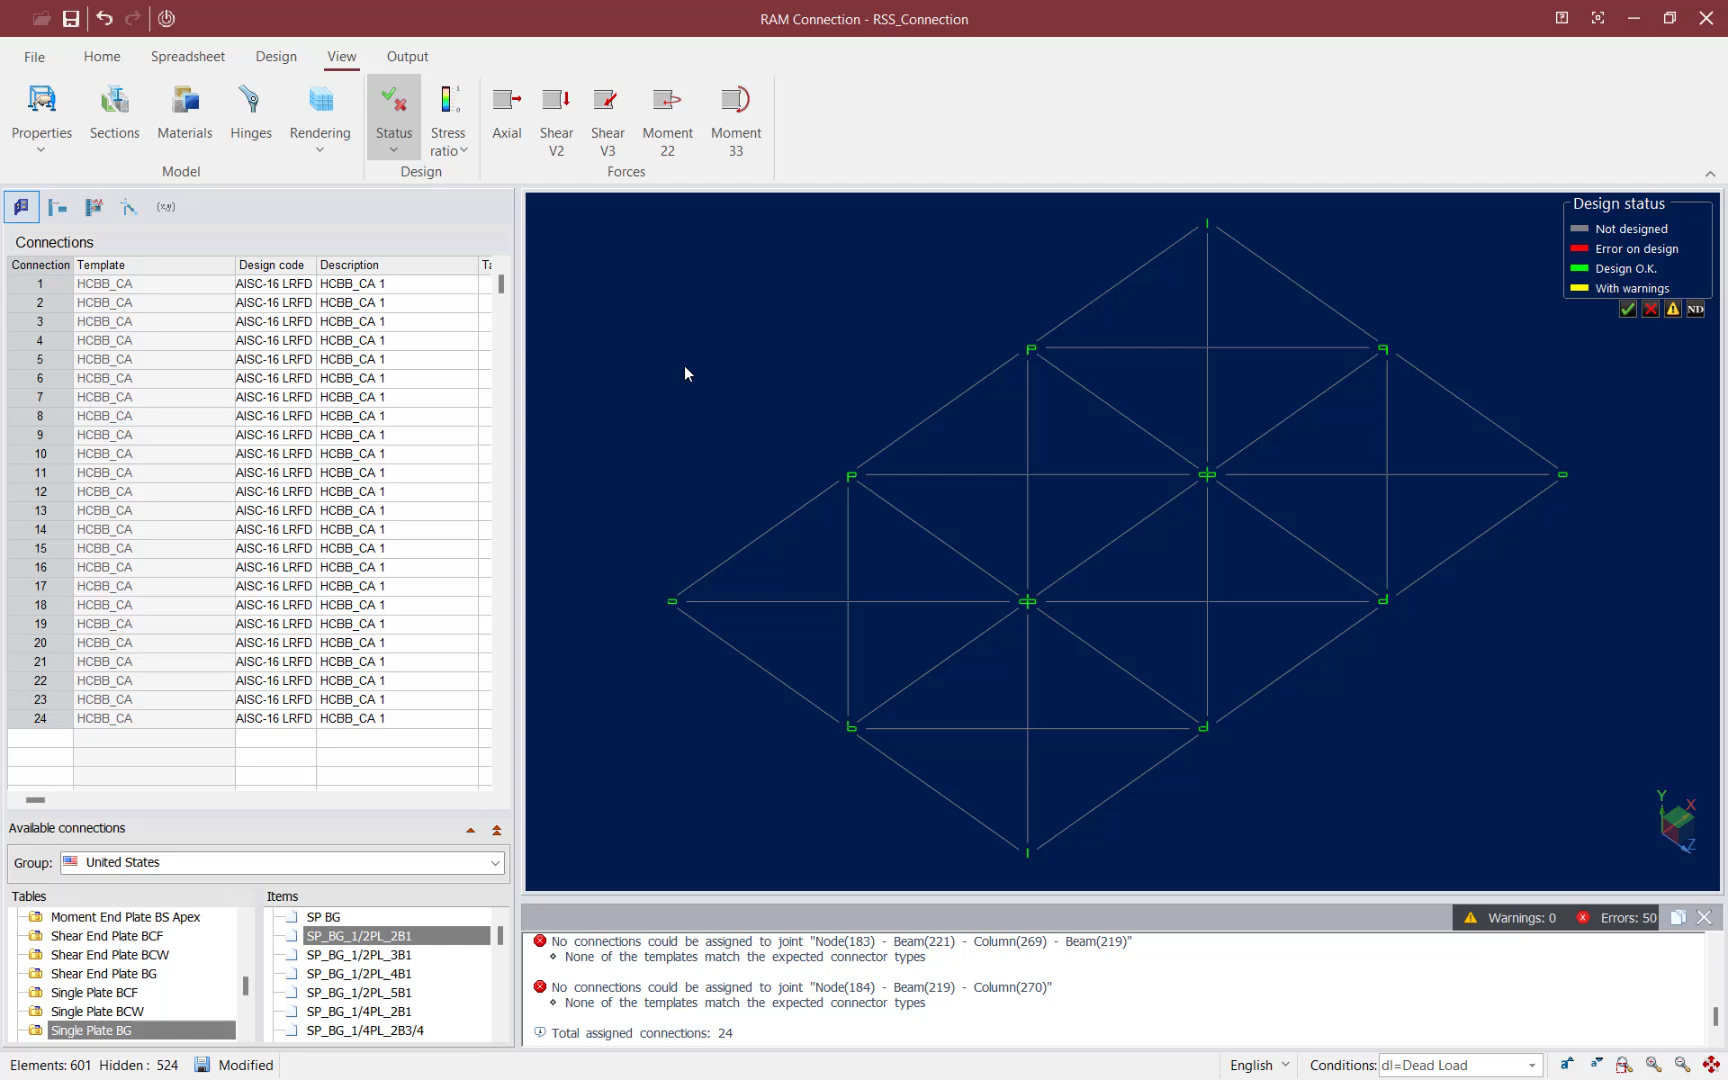 RAM Connection - RSS_Connection
File Home Spreadsheet Design View Output
Properties Sections Materials Hinges Rendering Status Stress ratio Axial Shear V2 Shear V3 Moment 22 Moment 33
Model Design Forces
(x,y)
Connections
Connection Template Design code Description
1 HCBB_CA AISC-16 LRFD HCBB_CA 1
2 HCBB_CA AISC-16 LRFD HCBB_CA 1
3 HCBB_CA AISC-16 LRFD HCBB_CA 1
4 HCBB_CA AISC-16 LRFD HCBB_CA 1
5 HCBB_CA AISC-16 LRFD HCBB_CA 1
6 HCBB_CA AISC-16 LRFD HCBB_CA 1
7 HCBB_CA AISC-16 LRFD HCBB_CA 1
8 HCBB_CA AISC-16 LRFD HCBB_CA 1
9 HCBB_CA AISC-16 LRFD HCBB_CA 1
10 HCBB_CA AISC-16 LRFD HCBB_CA 1
11 HCBB_CA AISC-16 LRFD HCBB_CA 1
12 HCBB_CA AISC-16 LRFD HCBB_CA 1
13 HCBB_CA AISC-16 LRFD HCBB_CA 1
14 HCBB_CA AISC-16 LRFD HCBB_CA 1
15 HCBB_CA AISC-16 LRFD HCBB_CA 1
16 HCBB_CA AISC-16 LRFD HCBB_CA 1
17 HCBB_CA AISC-16 LRFD HCBB_CA 1
18 HCBB_CA AISC-16 LRFD HCBB_CA 1
19 HCBB_CA AISC-16 LRFD HCBB_CA 1
20 HCBB_CA AISC-16 LRFD HCBB_CA 1
21 HCBB_CA AISC-16 LRFD HCBB_CA 1
22 HCBB_CA AISC-16 LRFD HCBB_CA 1
23 HCBB_CA AISC-16 LRFD HCBB_CA 1
24 HCBB_CA AISC-16 LRFD HCBB_CA 1
Available connections
Group: United States
Tables
Moment End Plate BS Apex
Shear End Plate BCF
Shear End Plate BCW
Shear End Plate BG
Single Plate BCF
Single Plate BCW
Single Plate BG
Items
SP BG
SP_BG_1/2PL_2B1
SP_BG_1/2PL_3B1
SP_BG_1/2PL_4B1
SP_BG_1/2PL_5B1
SP_BG_1/4PL_2B1
SP_BG_1/4PL_2B3/4
Design status
Not designed
Error on design
Design O.K.
With warnings
ND
Y
X
Z
Warnings: 0 Errors: 50
No connections could be assigned to joint "Node(183) - Beam(221) - Column(269) - Beam(219)"
None of the templates match the expected connector types
No connections could be assigned to joint "Node(184) - Beam(219) - Column(270)"
None of the templates match the expected connector types
Total assigned connections: 24
Elements: 601 Hidden : 524 Modified English Conditions: dl=Dead Load